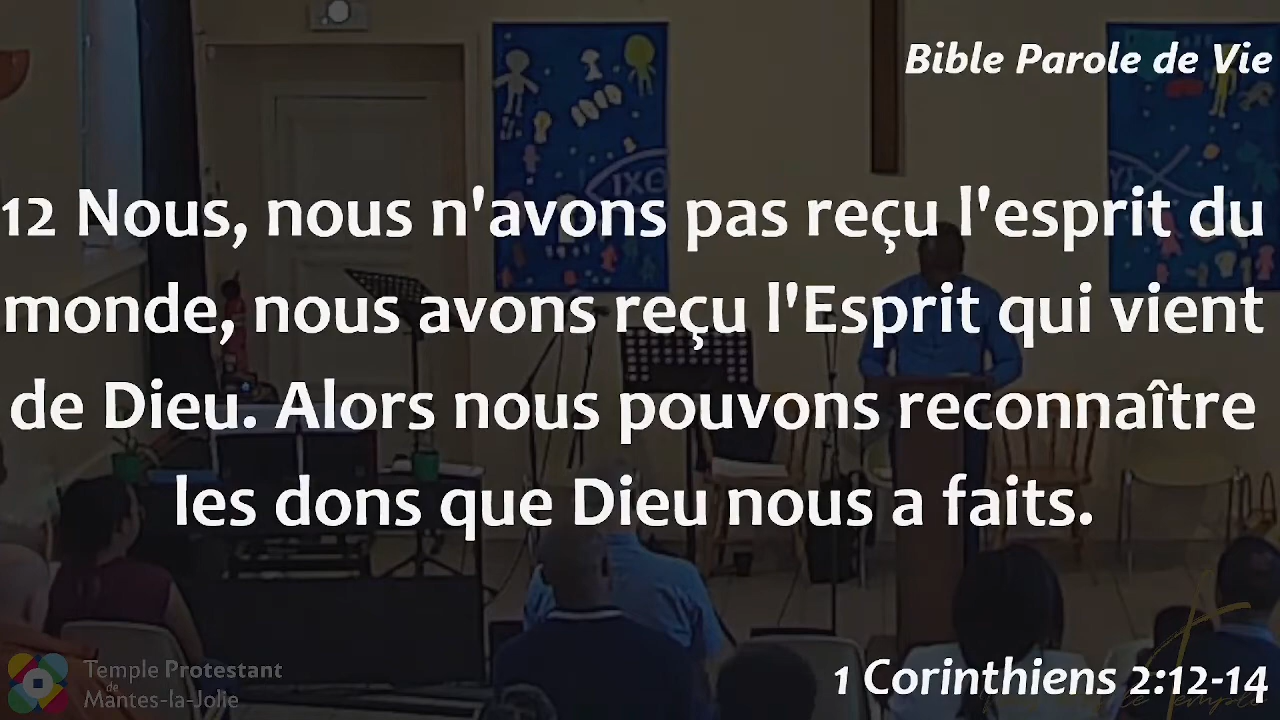 Bible Parole de Vie
12 Nous, nous n'avons pas reçu l'esprit du
monde, nous avons reçu l'Esprit qui vient
de Dieu. Alors nous pouvons reconnaître
les dons que Dieu nous a faits.
Temple Protestant
de
Mantes-la-Jolie
1 Corinthiens 2:12-14